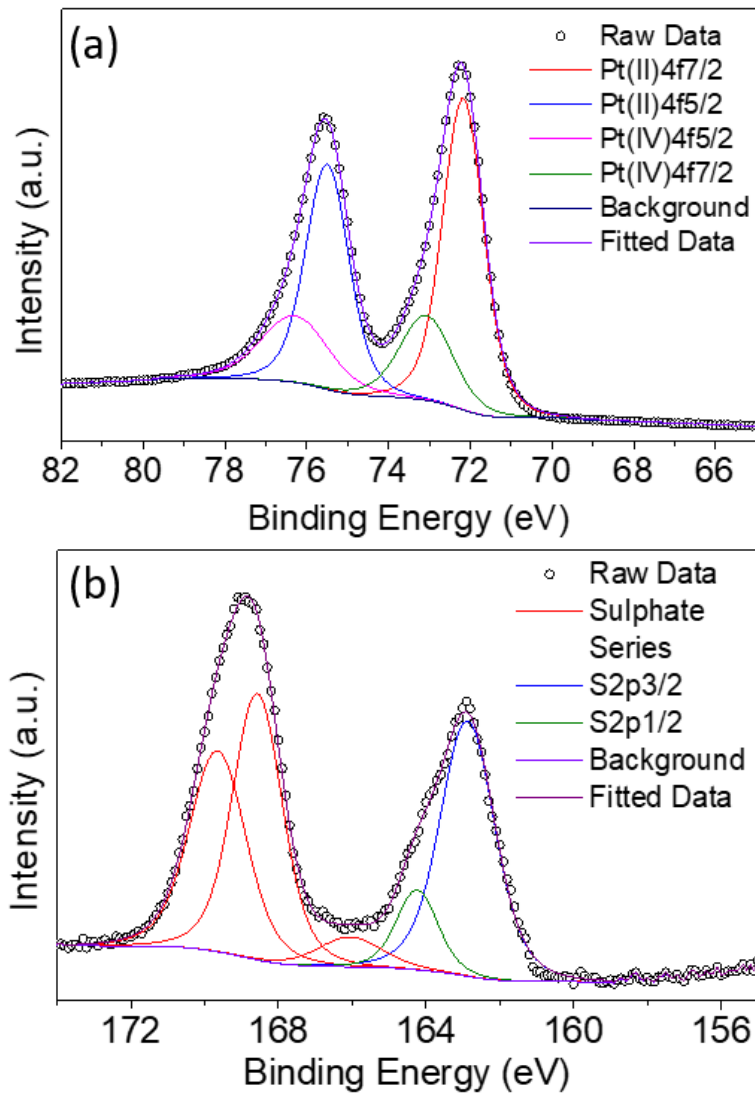 (a)
Raw Data
Pt(II)4f7/2
Pt(II)4f5/2
Pt(IV)4f5/2
Pt(IV)4f7/2
Background
Fitted Data
Intensity (a.u.)
82 80 78 76 74 72 70 68 66
Binding Energy (eV)
(b)
Raw Data
Sulphate
Series
S2p3/2
S2p1/2
Background
Fitted Data
Intensity (a.u.)
172 168 164 160 156
Binding Energy (eV)